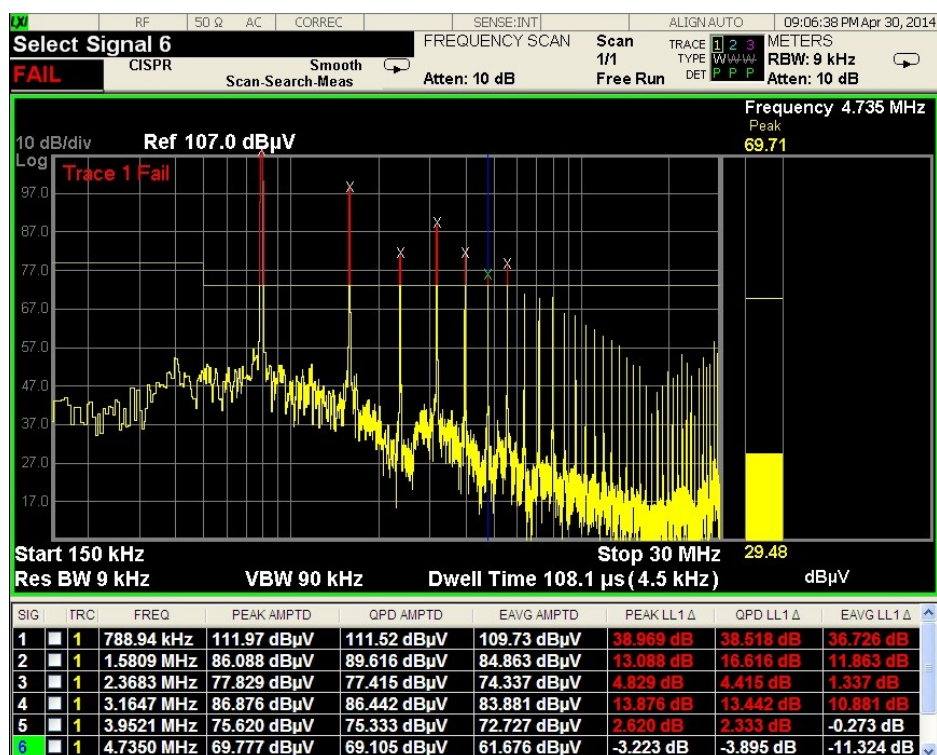 LXI RF 50 Ω AC CORREC SENSE:INT ALIGN AUTO 09:06:38 PM Apr 30, 2014
Select Signal 6 FREQUENCY SCAN Scan TRACE 1 2 3 METERS
FAIL CISPR Smooth 1/1 TYPE W W W RBW: 9 kHz
Scan-Search-Meas Atten: 10 dB Free Run DET P P P Atten: 10 dB
Frequency 4.735 MHz
Peak
10 dB/div Ref 107.0 dBµV 69.71
Log
Trace 1 Fail
97.0
87.0
77.0
67.0
57.0
47.0
37.0
27.0
17.0
Start 150 kHz Stop 30 MHz 29.48
Res BW 9 kHz VBW 90 kHz Dwell Time 108.1 µs (4.5 kHz) dBµV
SIG TRC FREQ PEAK AMPTD QPD AMPTD EAVG AMPTD PEAK LL1 Δ QPD LL1 Δ EAVG LL1 Δ
1 1 788.94 kHz 111.97 dBµV 111.52 dBµV 109.73 dBµV 38.969 dB 38.518 dB 36.726 dB
2 1 1.5809 MHz 86.088 dBµV 89.616 dBµV 84.863 dBµV 13.088 dB 16.616 dB 11.863 dB
3 1 2.3683 MHz 77.829 dBµV 77.415 dBµV 74.337 dBµV 4.829 dB 4.415 dB 1.337 dB
4 1 3.1647 MHz 86.876 dBµV 86.442 dBµV 83.881 dBµV 13.876 dB 13.442 dB 10.881 dB
5 1 3.9521 MHz 75.620 dBµV 75.333 dBµV 72.727 dBµV 2.620 dB 2.333 dB -0.273 dB
6 1 4.7350 MHz 69.777 dBµV 69.105 dBµV 61.676 dBµV -3.223 dB -3.895 dB -11.324 dB